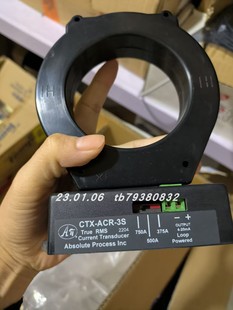 23.01.06 tb79380832
CTX-ACR-3S
True RMS 2204
Current Transducer
Absolute Process Inc
750A
500A
375A
− +
OUTPUT
4-20mA
Loop
Powered